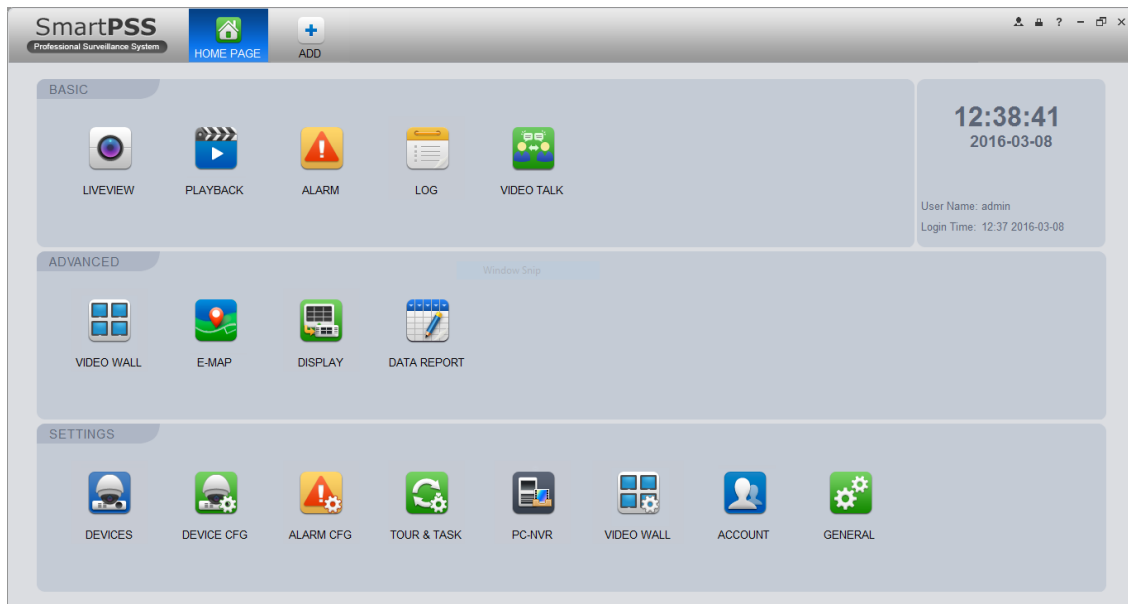 SmartPSS
Professional Surveillance System
HOME PAGE
ADD
?
BASIC
LIVEVIEW
PLAYBACK
ALARM
LOG
VIDEO TALK
12:38:41
2016-03-08
User Name: admin
Login Time: 12:37 2016-03-08
ADVANCED
Window Snip
VIDEO WALL
E-MAP
DISPLAY
DATA REPORT
SETTINGS
DEVICES
DEVICE CFG
ALARM CFG
TOUR & TASK
PC-NVR
VIDEO WALL
ACCOUNT
GENERAL